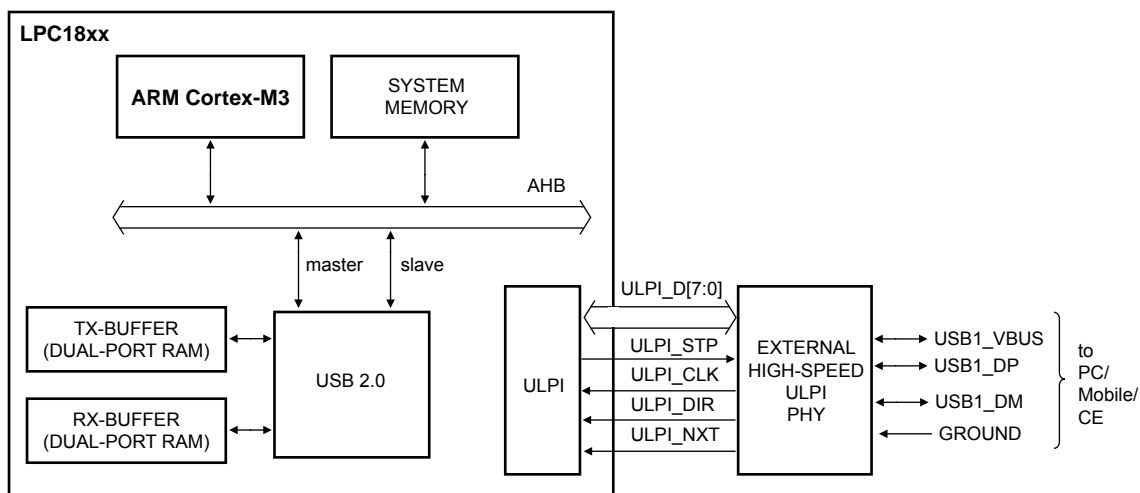 LPC18xx
ARM Cortex-M3
SYSTEM
MEMORY
AHB
master
slave
TX-BUFFER
(DUAL-PORT RAM)
RX-BUFFER
(DUAL-PORT RAM)
USB 2.0
ULPI
ULPI_D[7:0]
ULPI_STP
ULPI_CLK
ULPI_DIR
ULPI_NXT
EXTERNAL
HIGH-SPEED
ULPI
PHY
USB1_VBUS
USB1_DP
USB1_DM
GROUND
to
PC/
Mobile/
CE